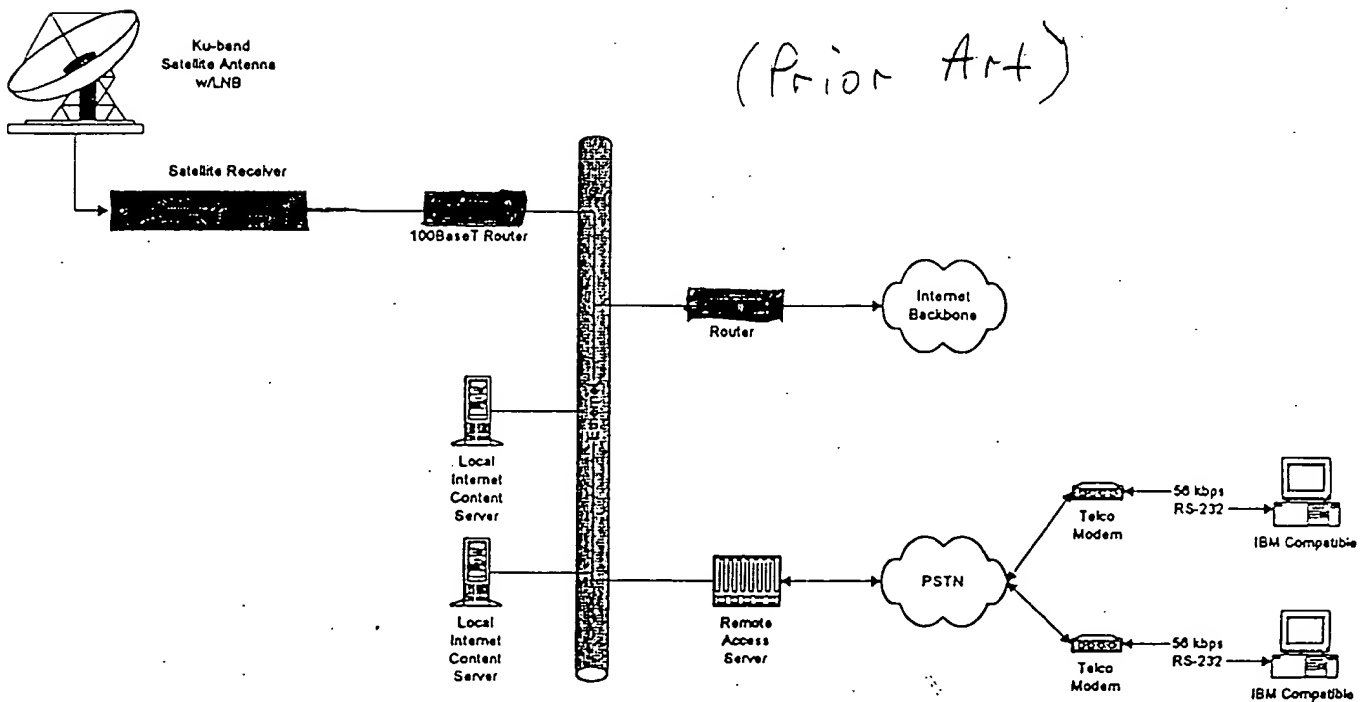 Ku-band
Satellite Antenna
w/LNB
(Prior Art)
Satellite Receiver
100BaseT Router
Router
Internet
Backbone
Local
Internet
Content
Server
Local
Internet
Content
Server
Remote
Access
Server
PSTN
Telco
Modem
56 kbps
RS-232
IBM Compatible
Telco
Modem
56 kbps
RS-232
IBM Compatible